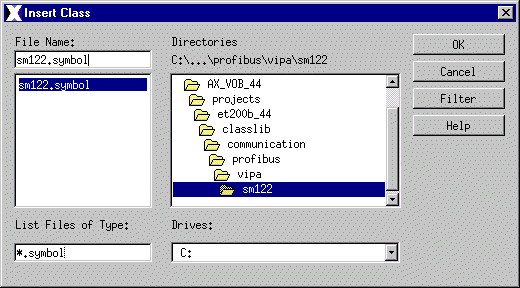 Insert Class
File Name:
sm122.symbol
sm122.symbol
List Files of Type:
*.symbol
Directories
C:\...\profibus\vipa\sm122
AX_VOB_44
projects
et200b_44
classlib
communication
profibus
vipa
sm122
Drives:
C:
OK
Cancel
Filter
Help